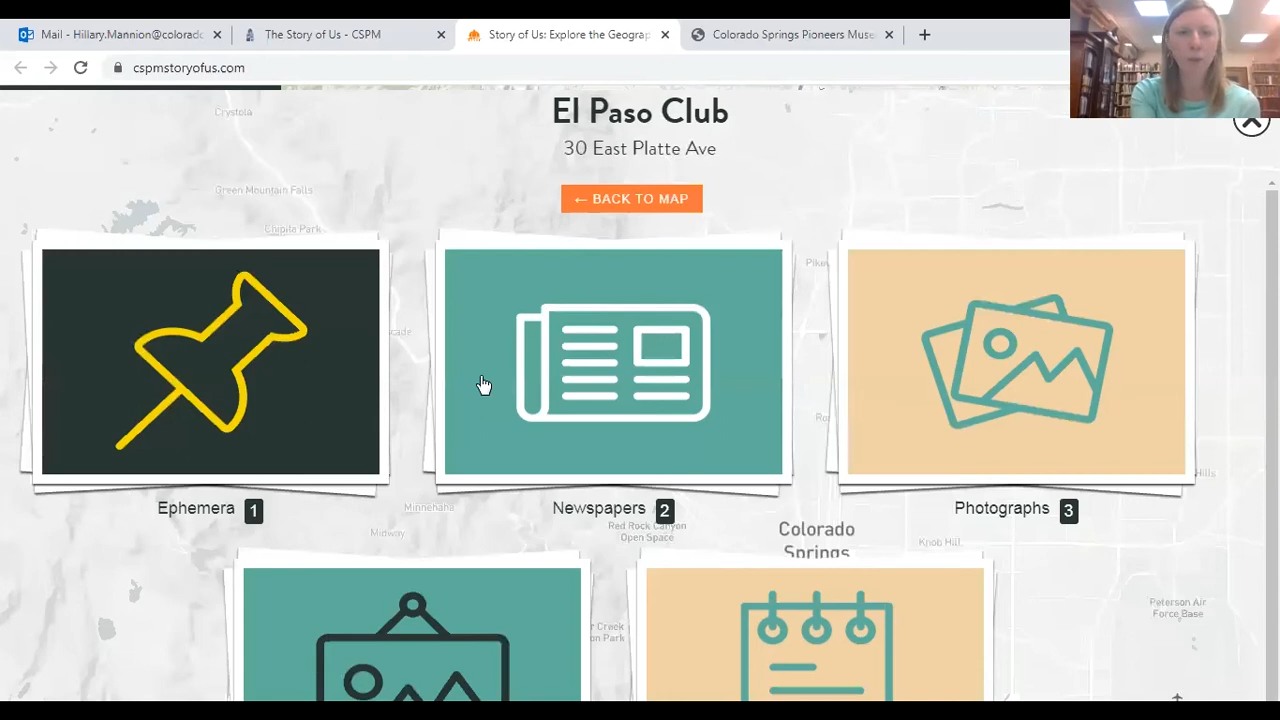 Mail - Hillary.Mannion@colorado
The Story of Us - CSPM
Story of Us: Explore the Geograp
Colorado Springs Pioneers Muse
cspmstoryofus.com
El Paso Club
Crystola
30 East Platte Ave
Green Mountain Falls
← BACK TO MAP
Chipita Park
Ephemera 1
Newspapers 2
Photographs 3
Minnehaha
Midway
Red Rock Canyon
Open Space
Colorado
Springs
Knob Hill
Peterson Air
Force Base